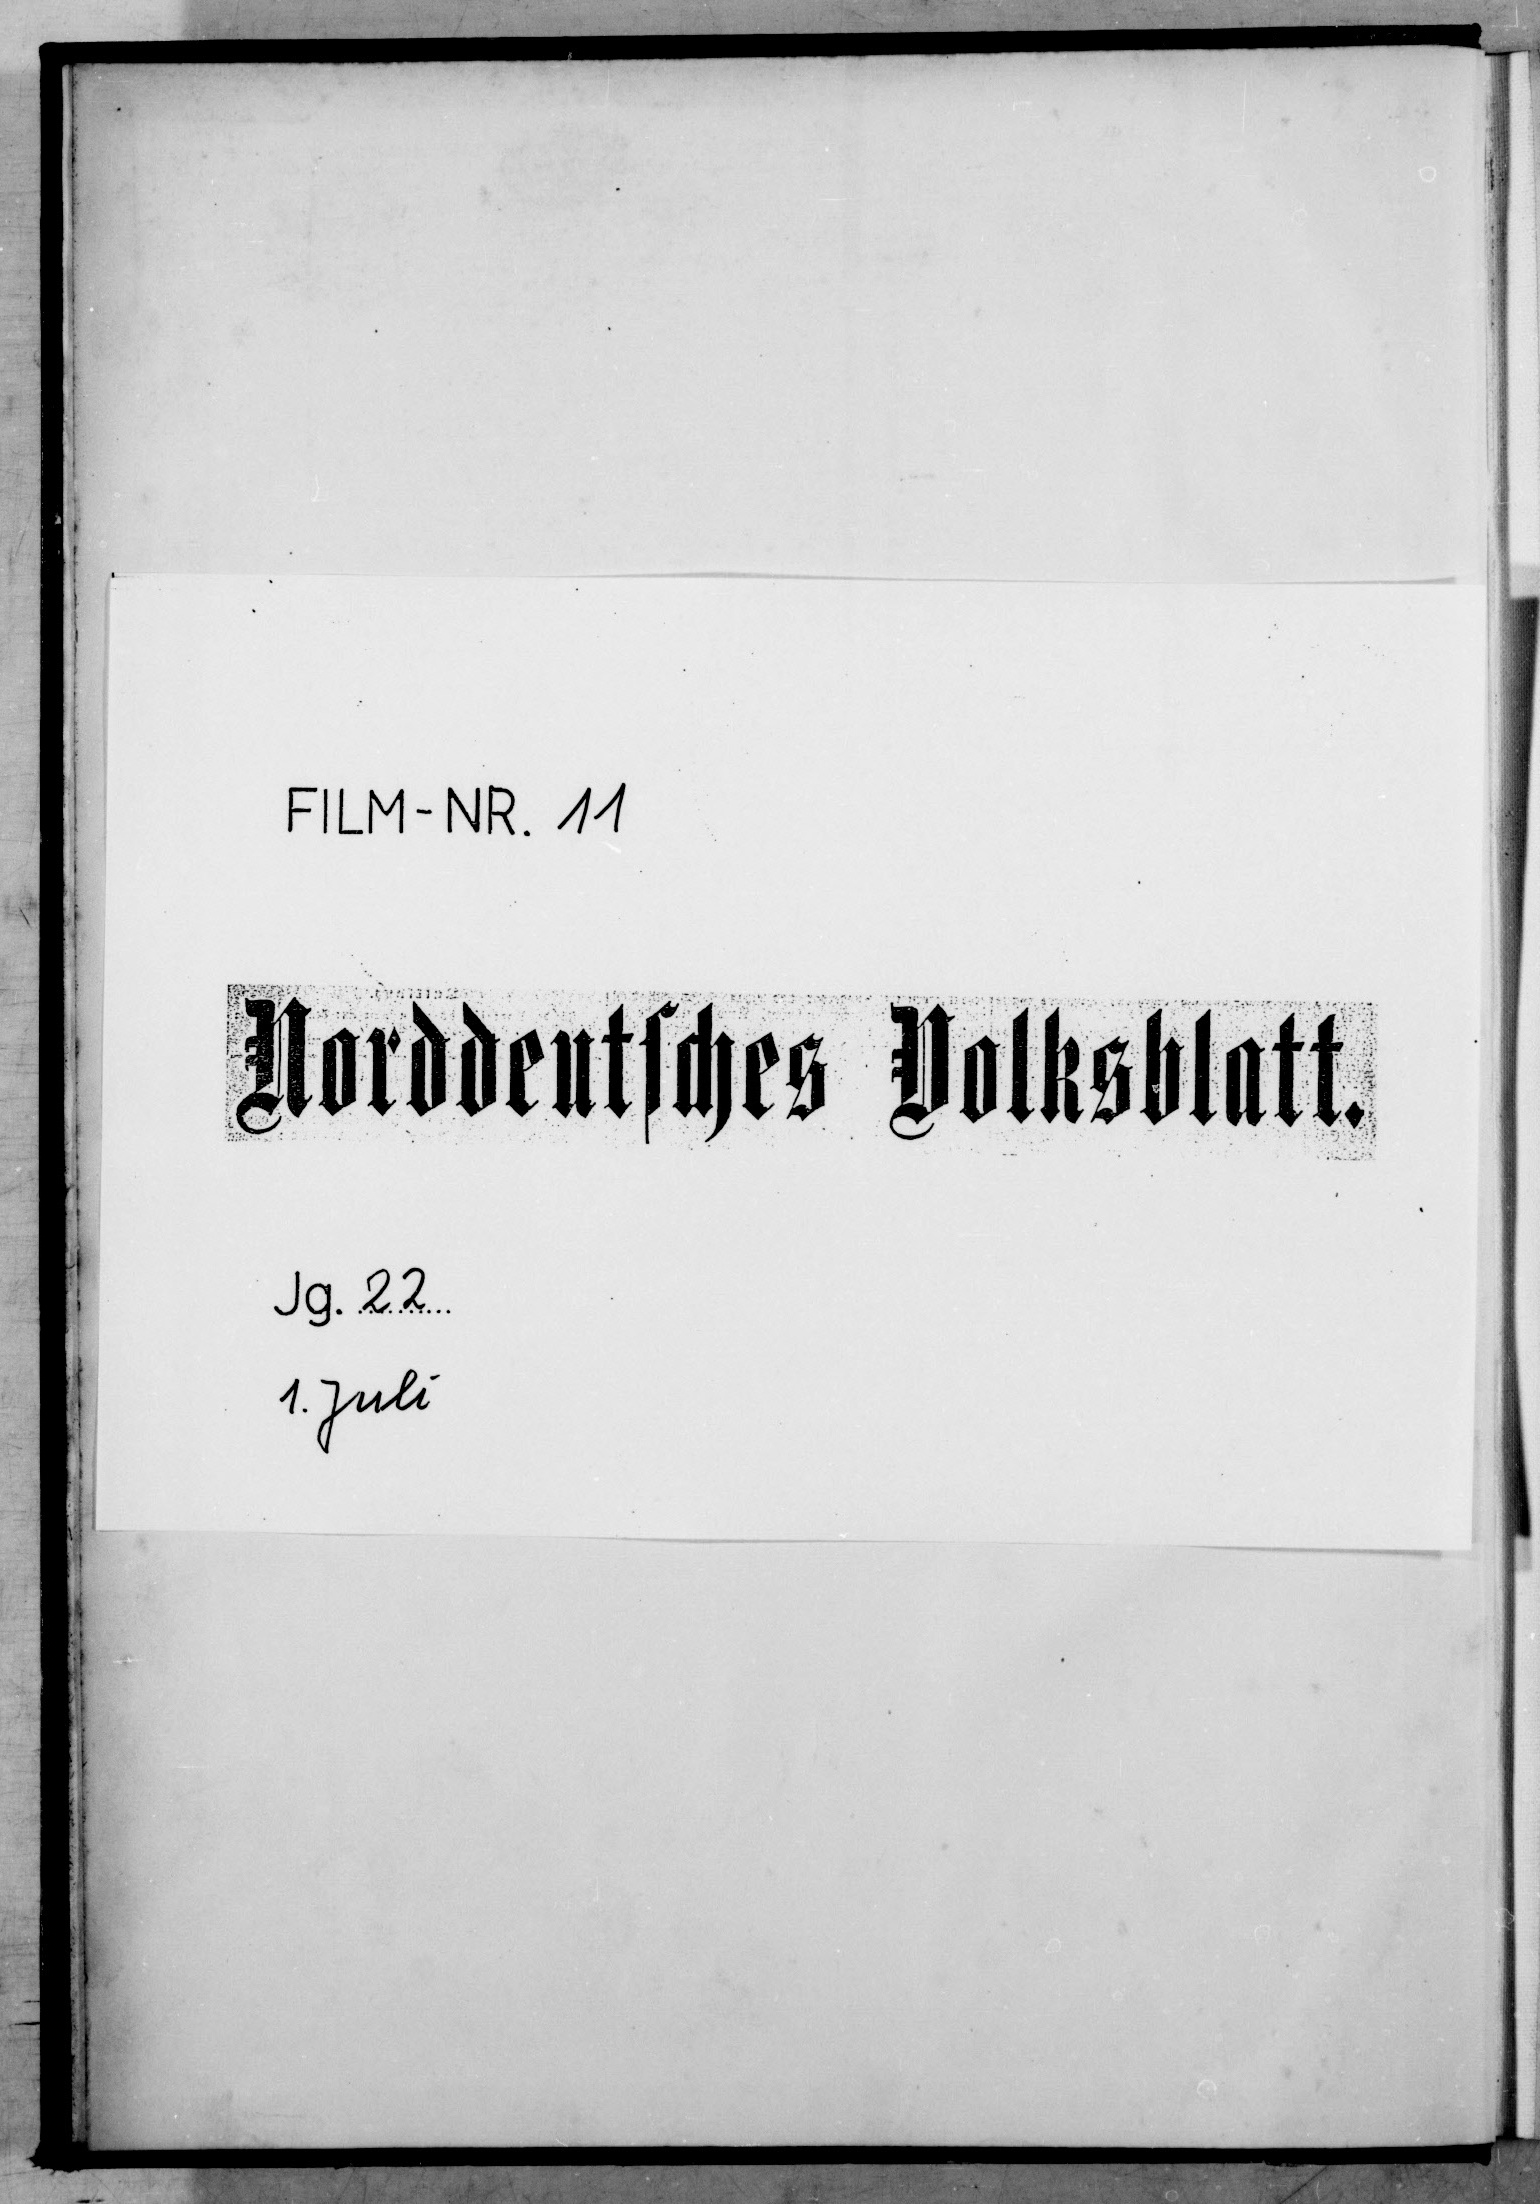 FILM-NR. 11
Norddeutsches Volksblatt.
Jg. 22
1. Juli